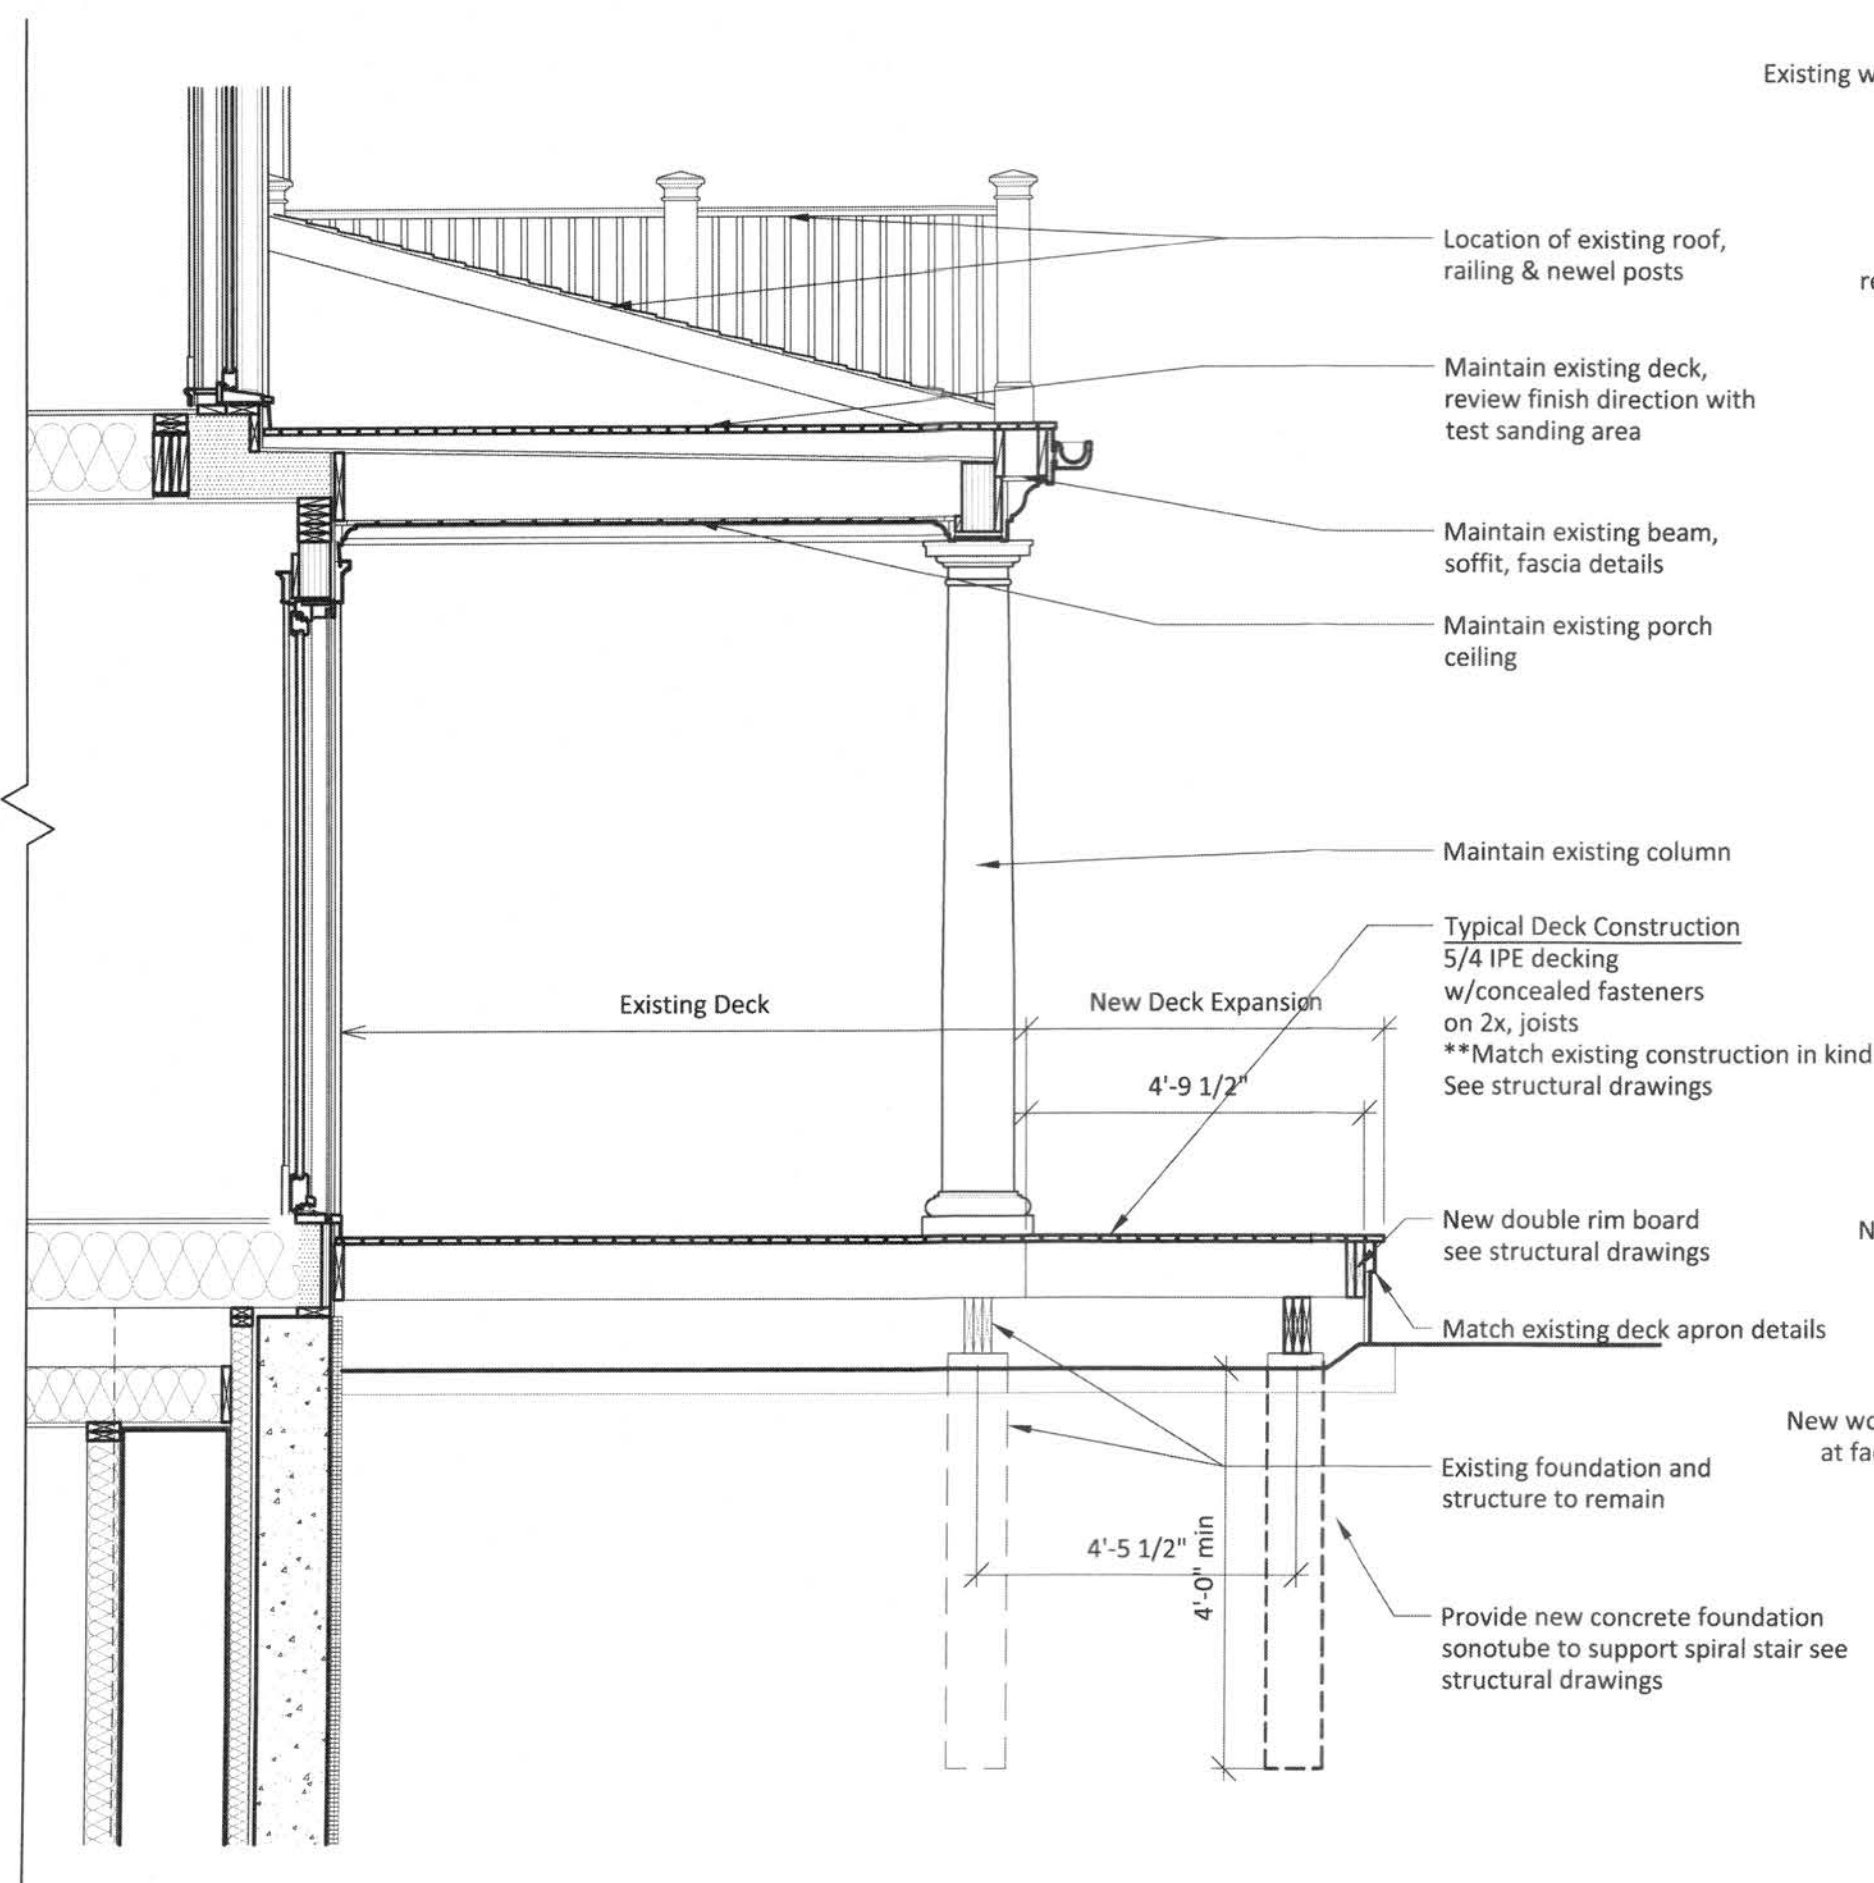 Existing
Location of existing roof,
railing & newel posts
Maintain existing deck,
review finish direction with
test sanding area
Maintain existing beam,
soffit, fascia details
Maintain existing porch
ceiling
Maintain existing column
Typical Deck Construction
5/4 IPE decking
w/concealed fasteners
on 2x, joists
**Match existing construction in kind
See structural drawings
Existing Deck
New Deck Expansion
4'-9 1/2"
New double rim board
see structural drawings
Match existing deck apron details
New
at
Existing foundation and
structure to remain
4'-5 1/2"
4'-0" min
Provide new concrete foundation
sonotube to support spiral stair see
structural drawings